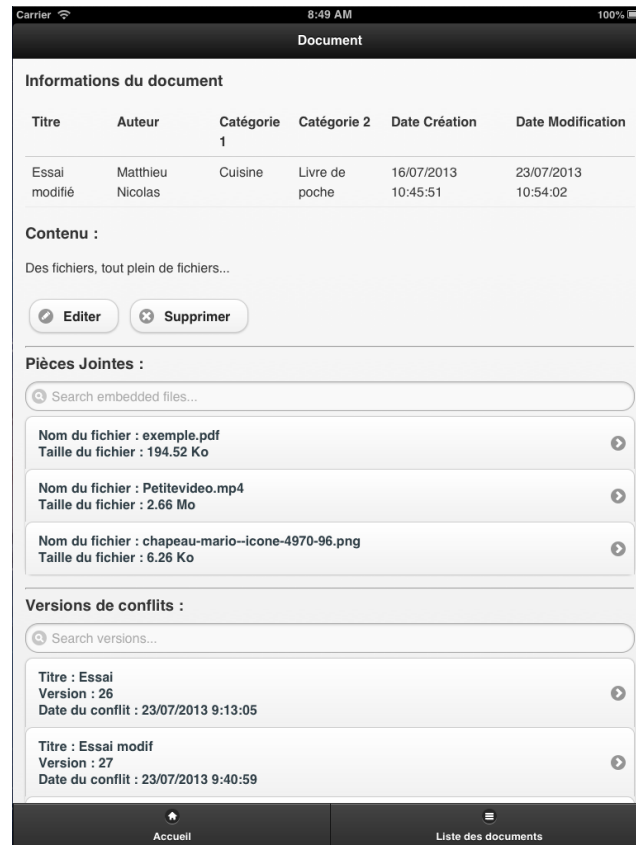 Carrier 8:49 AM 100%
Document
Informations du document
Titre Auteur Catégorie 1 Catégorie 2 Date Création Date Modification
Essai modifié Matthieu Nicolas Cuisine Livre de poche 16/07/2013 10:45:51 23/07/2013 10:54:02
Contenu :
Des fichiers, tout plein de fichiers...
Editer Supprimer
Pièces Jointes :
Search embedded files...
Nom du fichier : exemple.pdf
Taille du fichier : 194.52 Ko
Nom du fichier : Petitevideo.mp4
Taille du fichier : 2.66 Mo
Nom du fichier : chapeau-mario--icone-4970-96.png
Taille du fichier : 6.26 Ko
Versions de conflits :
Search versions...
Titre : Essai
Version : 26
Date du conflit : 23/07/2013 9:13:05
Titre : Essai modif
Version : 27
Date du conflit : 23/07/2013 9:40:59
Accueil Liste des documents